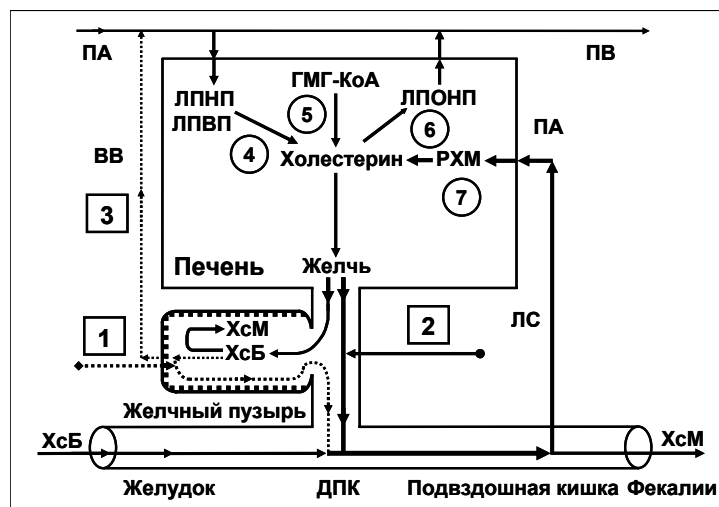 ПА
ПВ
ГМГ-КоА
ЛПНП
ЛПВП
5
ЛПОНП
6
ПА
ВВ
4
Холестерин
РХМ
7
3
Печень
Желчь
1
ХсМ
ХсБ
2
ЛС
Желчный пузырь
ХсБ
ХсМ
Желудок
ДПК
Подвздошная кишка
Фекалии